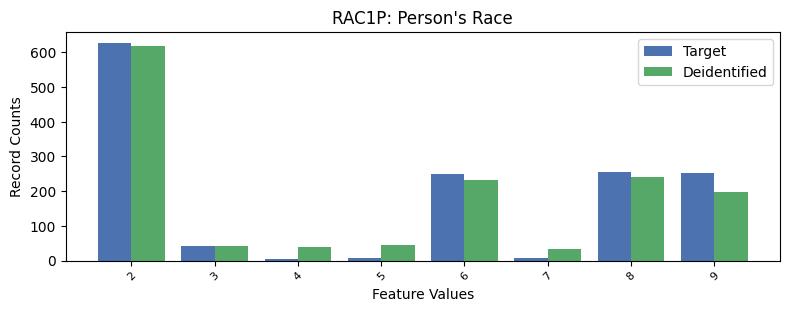 RAC1P: Person's Race
Target
Deidentified
Record Counts
600
500
400
300
200
100
0
2 3 4 5 6 7 8 9
Feature Values